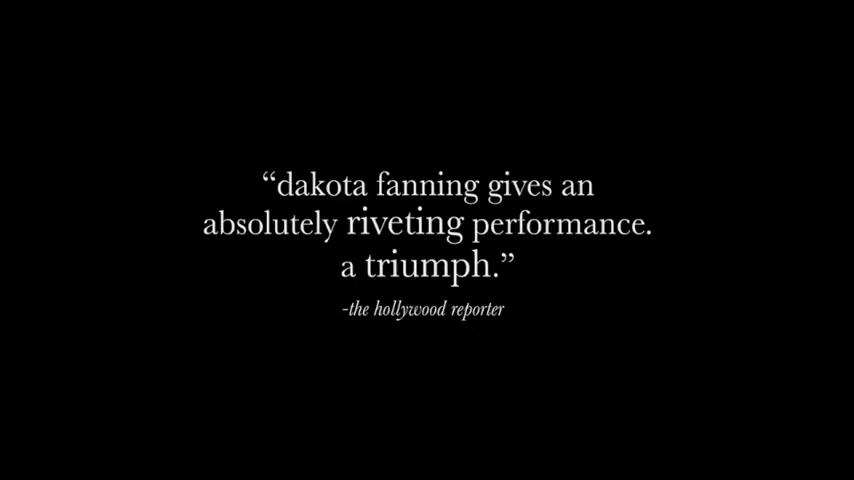 “dakota fanning gives an
absolutely riveting performance.
a triumph.”
-the hollywood reporter